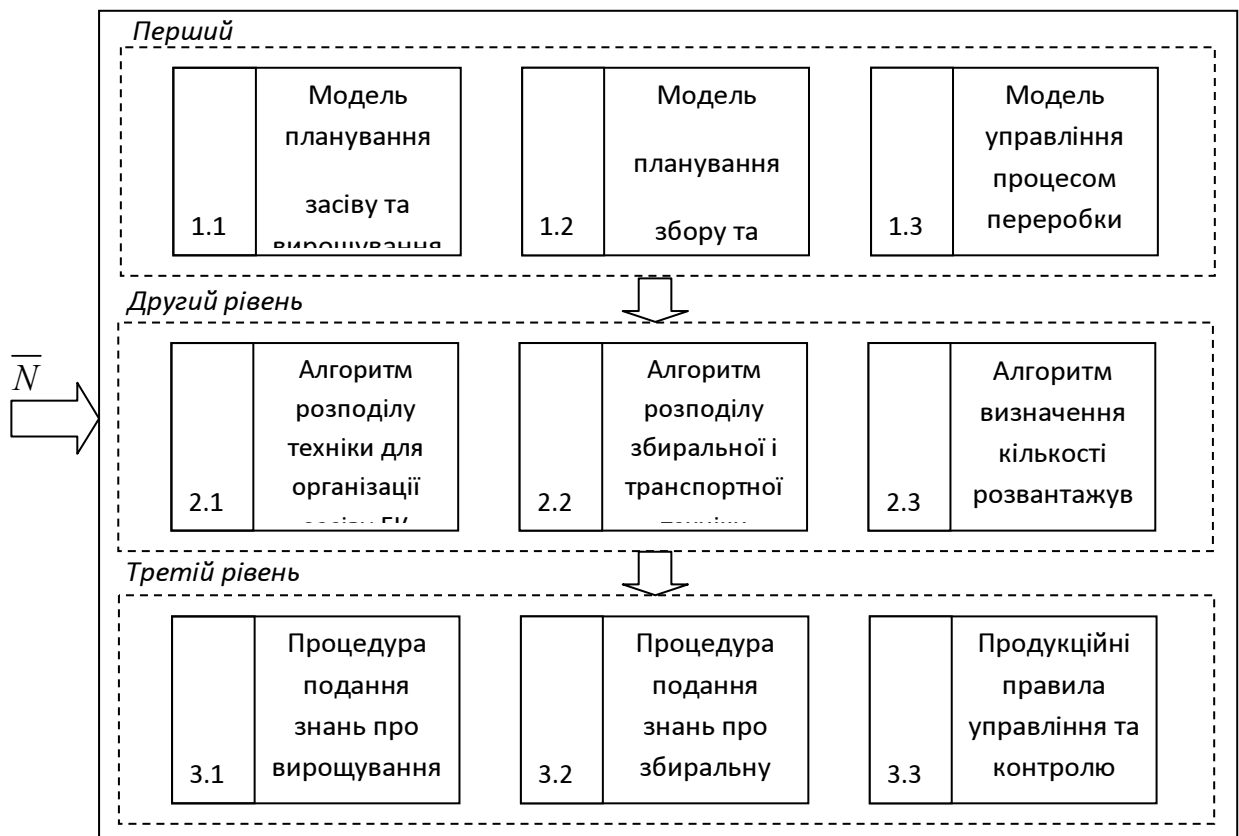 Перший
1.1
Модель
планування
засіву та
вирощування
1.2
Модель
планування
збору та
1.3
Модель
управління
процесом
переробки
Другий рівень
N̅
2.1
Алгоритм
розподілу
техніки для
організації
2.2
Алгоритм
розподілу
збиральної і
транспортної
2.3
Алгоритм
визначення
кількості
розвантажув
Третій рівень
3.1
Процедура
подання
знань про
вирощування
3.2
Процедура
подання
знань про
збиральну
3.3
Продукційні
правила
управління та
контролю